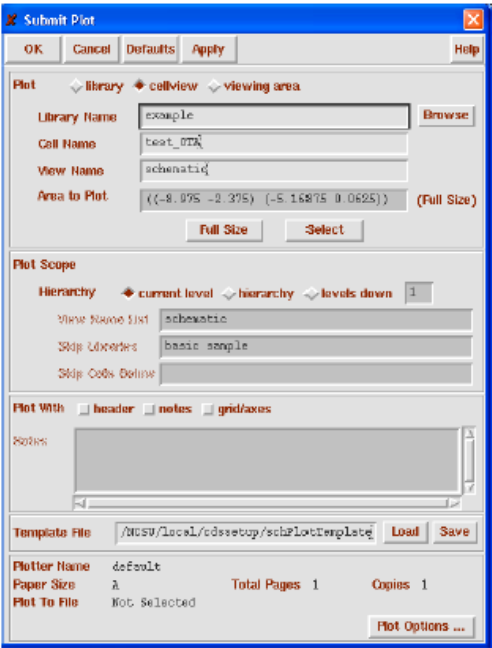 Submit Plot
OK Cancel Defaults Apply Help
Plot library cellview viewing area
Library Name example Browse
Cell Name test_OTA
View Name schematic
Area to Plot ((-8.075 -2.375) (-5.16875 0.0625)) (Full Size)
Full Size Select
Plot Scope
Hierarchy current level hierarchy levels down 1
View Name List schematic
Skip Libraries basic sample
Skip Cells Below
Plot With header notes grid/axes
Notes
Template File /NCSU/local/cdssetup/schPlotTemplate Load Save
Plotter Name default
Paper Size A Total Pages 1 Copies 1
Plot To File Not Selected
Plot Options ...